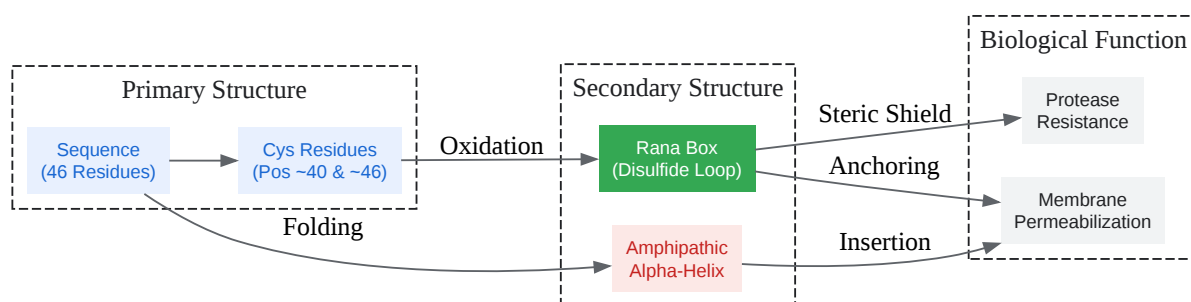 Biological Function
Primary Structure
Secondary Structure
Sequence
(46 Residues)
Cys Residues
(Pos ~40 & ~46)
Oxidation
Rana Box
(Disulfide Loop)
Steric Shield
Protease
Resistance
Anchoring
Membrane
Permeabilization
Folding
Amphipathic
Alpha-Helix
Insertion